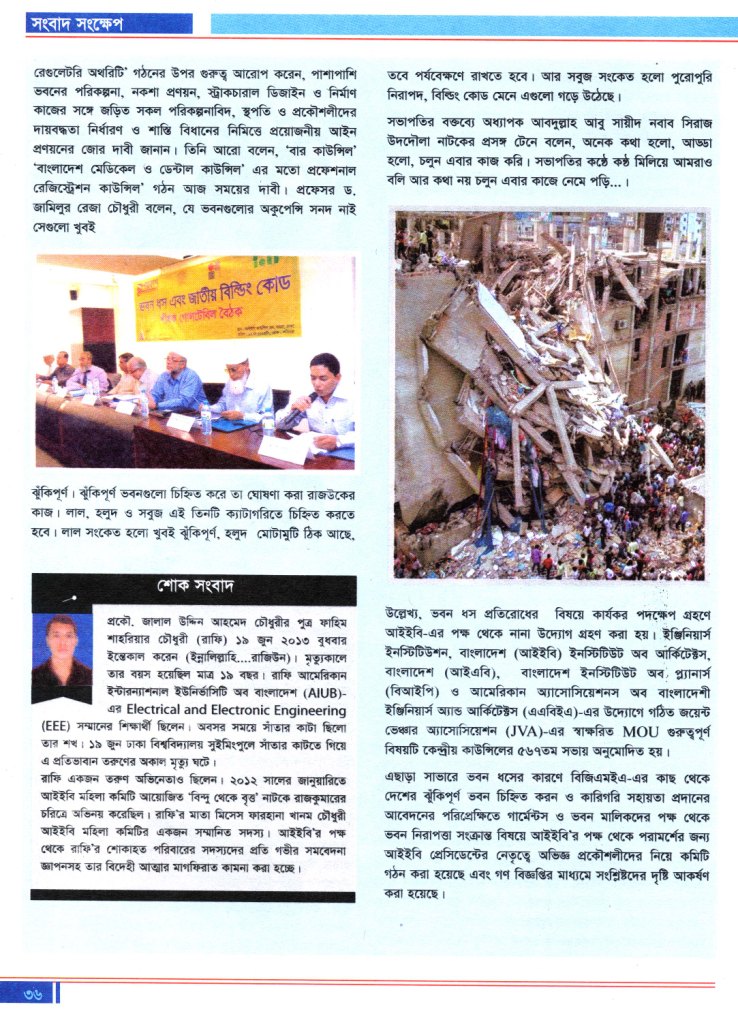 সংবাদ সংক্ষেপ
রেগুলেটরি অথরিটি’ গঠনের উপর গুরুত্ব আরোপ করেন, পাশাপাশি
ভবনের পরিকল্পনা, নকশা প্রণয়ন, স্ট্রাকচারাল ডিজাইন ও নির্মাণ
কাজের সঙ্গে জড়িত সকল পরিকল্পনাবিদ, স্থপতি ও প্রকৌশলীদের
দায়বদ্ধতা নির্ধারণ ও শাস্তি বিধানের নিমিত্তে প্রয়োজনীয় আইন
প্রণয়নের জোর দাবী জানান। তিনি আরো বলেন, ‘বার কাউন্সিল’
‘বাংলাদেশ মেডিকেল ও ডেন্টাল কাউন্সিল’ এর মতো প্রফেশনাল
রেজিস্ট্রেশন কাউন্সিল’ গঠন আজ সময়ের দাবী। প্রফেসর ড.
জামিলুর রেজা চৌধুরী বলেন, যে ভবনগুলোর অকুপেন্সি সনদ নাই
সেগুলো খুবই
ভবন ধস এবং জাতীয় বিল্ডিং কোড
শীর্ষক গোলটেবিল বৈঠক
ঝুঁকিপূর্ণ। ঝুঁকিপূর্ণ ভবনগুলো চিহ্নিত করে তা ঘোষণা করা রাজউকের
কাজ। লাল, হলুদ ও সবুজ এই তিনটি ক্যাটাগরিতে চিহ্নিত করতে
হবে। লাল সংকেত হলো খুবই ঝুঁকিপূর্ণ, হলুদ মোটামুটি ঠিক আছে,
শোক সংবাদ
প্রকৌ. জালাল উদ্দিন আহমেদ চৌধুরীর পুত্র ফাহিম
শাহরিয়ার চৌধুরী (রাফি) ১৯ জুন ২০১৩ বুধবার
ইন্তেকাল করেন (ইন্নালিল্লাহি....রাজিউন)। মৃত্যুকালে
তার বয়স হয়েছিল মাত্র ১৯ বছর। রাফি আমেরিকান
ইন্টারন্যাশনাল ইউনির্ভাসিটি অব বাংলাদেশ (AIUB)-
এর Electrical and Electronic Engineering
(EEE) সম্মানের শিক্ষার্থী ছিলেন। অবসর সময়ে সাঁতার কাটা ছিলো
তার শখ। ১৯ জুন ঢাকা বিশ্ববিদ্যালয় সুইমিংপুলে সাঁতার কাটতে গিয়ে
এ প্রতিভাবান তরুণের অকাল মৃত্যু ঘটে।
রাফি একজন তরুণ অভিনেতাও ছিলেন। ২০১২ সালের জানুয়ারিতে
আইইবি মহিলা কমিটি আয়োজিত ‘বিন্দু থেকে বৃত্ত’ নাটকে রাজকুমারের
চরিত্রে অভিনয় করেছিল। রাফি’র মাতা মিসেস ফারহানা খানম চৌধুরী
আইইবি মহিলা কমিটির একজন সম্মানিত সদস্য। আইইবি’র পক্ষ
থেকে রাফি’র শোকাহত পরিবারের সদস্যদের প্রতি গভীর সমবেদনা
জ্ঞাপনসহ তার বিদেহী আত্মার মাগফিরাত কামনা করা হচ্ছে।
তবে পর্যবেক্ষণে রাখতে হবে। আর সবুজ সংকেত হলো পুরোপুরি
নিরাপদ, বিল্ডিং কোড মেনে এগুলো গড়ে উঠেছে।
সভাপতির বক্তব্যে অধ্যাপক আবদুল্লাহ আবু সায়ীদ নবাব সিরাজ
উদদৌলা নাটকের প্রসঙ্গ টেনে বলেন, অনেক কথা হলো, আড্ডা
হলো, চলুন এবার কাজ করি। সভাপতির কণ্ঠে কণ্ঠ মিলিয়ে আমরাও
বলি আর কথা নয় চলুন এবার কাজে নেমে পড়ি...।
উল্লেখ্য, ভবন ধস প্রতিরোধের বিষয়ে কার্যকর পদক্ষেপ গ্রহণে
আইইবি-এর পক্ষ থেকে নানা উদ্যোগ গ্রহণ করা হয়। ইঞ্জিনিয়ার্স
ইনস্টিটিউশন, বাংলাদেশ (আইইবি) ইনস্টিটিউট অব আর্কিটেক্টস,
বাংলাদেশ (আইএবি), বাংলাদেশ ইনস্টিটিউট অব প্ল্যানার্স
(বিআইপি) ও আমেরিকান অ্যাসোসিয়েশনস অব বাংলাদেশী
ইঞ্জিনিয়ার্স অ্যান্ড আর্কিটেক্টস (এএবিইএ)-এর উদ্যোগে গঠিত জয়েন্ট
ভেঞ্চার অ্যাসোসিয়েশন (JVA)-এর স্বাক্ষরিত MOU গুরুত্বপূর্ণ
বিষয়টি কেন্দ্রীয় কাউন্সিলের ৫৬৭তম সভায় অনুমোদিত হয়।
এছাড়া সাভারে ভবন ধসের কারণে বিজিএমইএ-এর কাছ থেকে
দেশের ঝুঁকিপূর্ণ ভবন চিহ্নিত করন ও কারিগরি সহায়তা প্রদানের
আবেদনের পরিপ্রেক্ষিতে গার্মেন্টস ও ভবন মালিকদের পক্ষ থেকে
ভবন নিরাপত্তা সংক্রান্ত বিষয়ে আইইবি’র পক্ষ থেকে পরামর্শের জন্য
আইইবি প্রেসিডেন্টের নেতৃত্বে অভিজ্ঞ প্রকৌশলীদের নিয়ে কমিটি
গঠন করা হয়েছে এবং গণ বিজ্ঞপ্তির মাধ্যমে সংশ্লিষ্টদের দৃষ্টি আকর্ষণ
করা হয়েছে।
৩৬